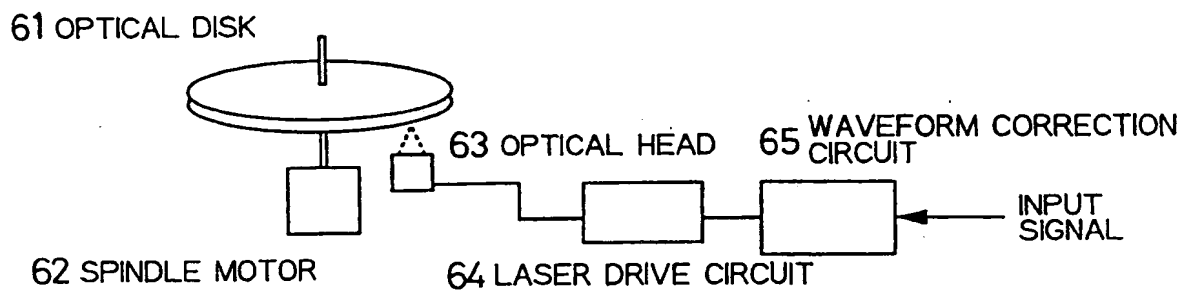 61 OPTICAL DISK
63 OPTICAL HEAD
65 WAVEFORM CORRECTION
CIRCUIT
INPUT
SIGNAL
62 SPINDLE MOTOR
64 LASER DRIVE CIRCUIT